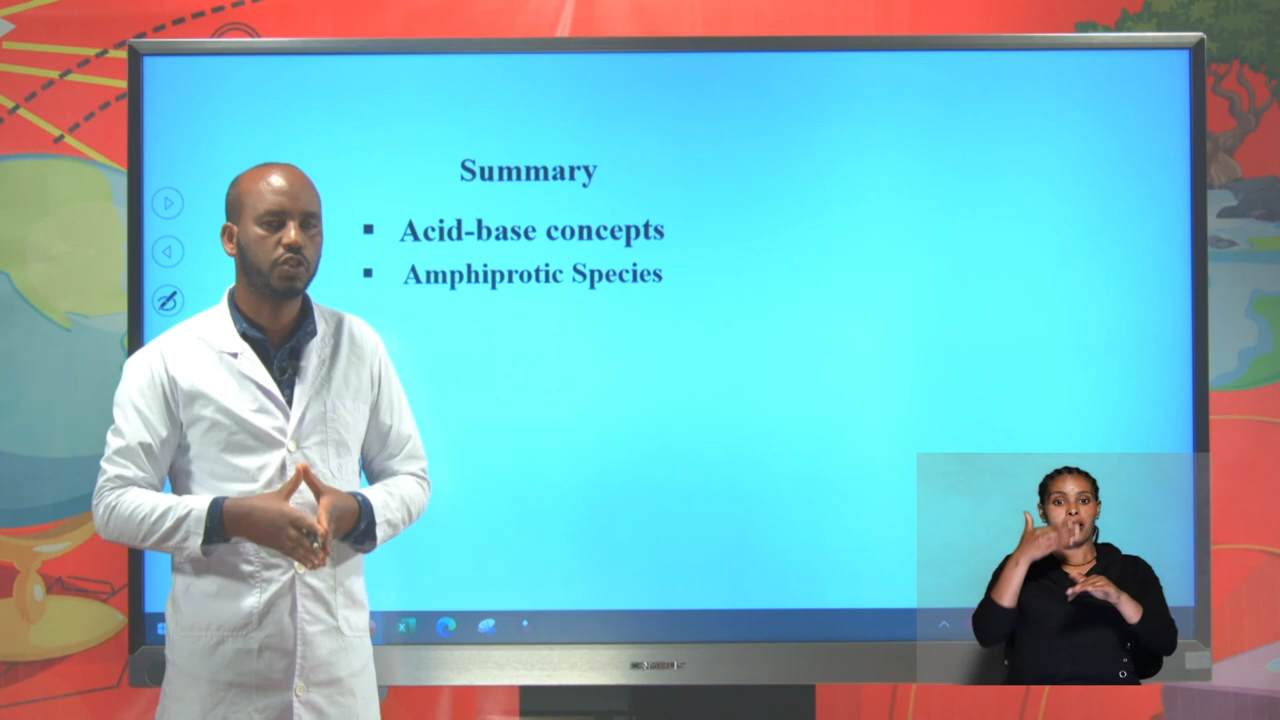 Summary
▪ Acid-base concepts
▪ Amphiprotic Species